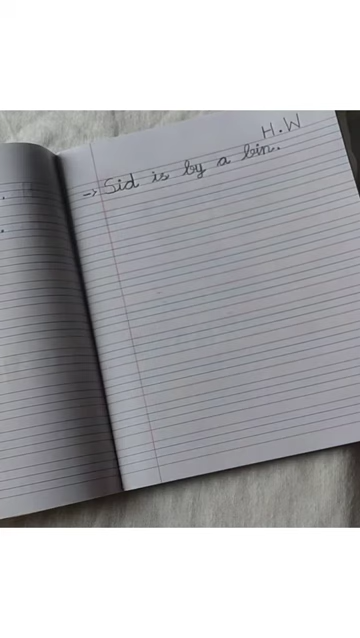 H.W
→ Sid is by a bin.